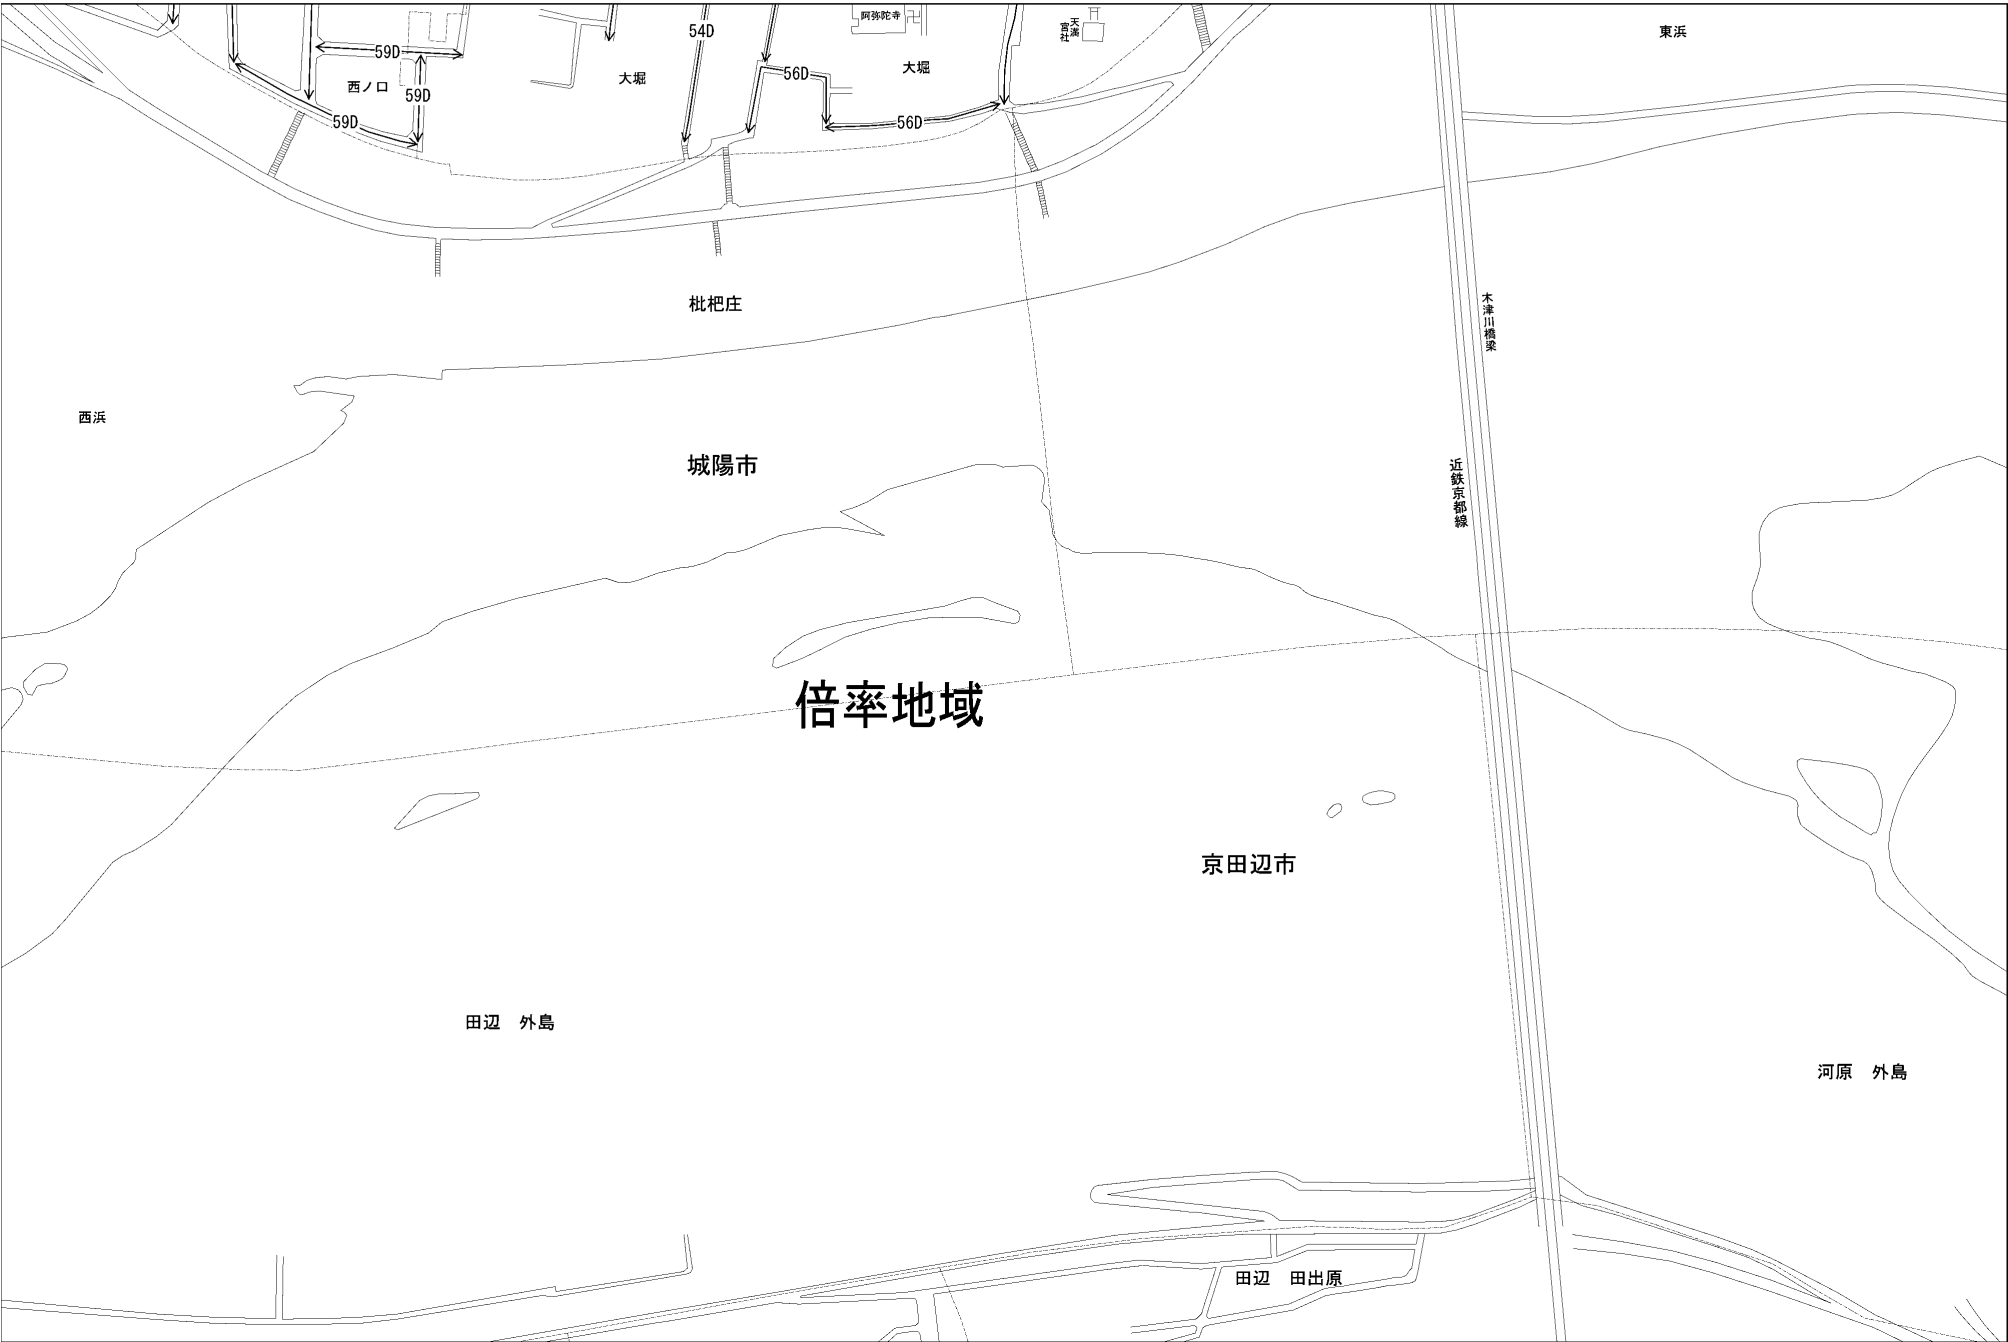 阿弥陀寺
天満宮社
東浜
59D
54D
西ノ口
大堀
56D
大堀
59D
59D
56D
枇杷庄
木津川橋梁
西浜
城陽市
近鉄京都線
倍率地域
京田辺市
田辺 外島
河原 外島
田辺 田出原